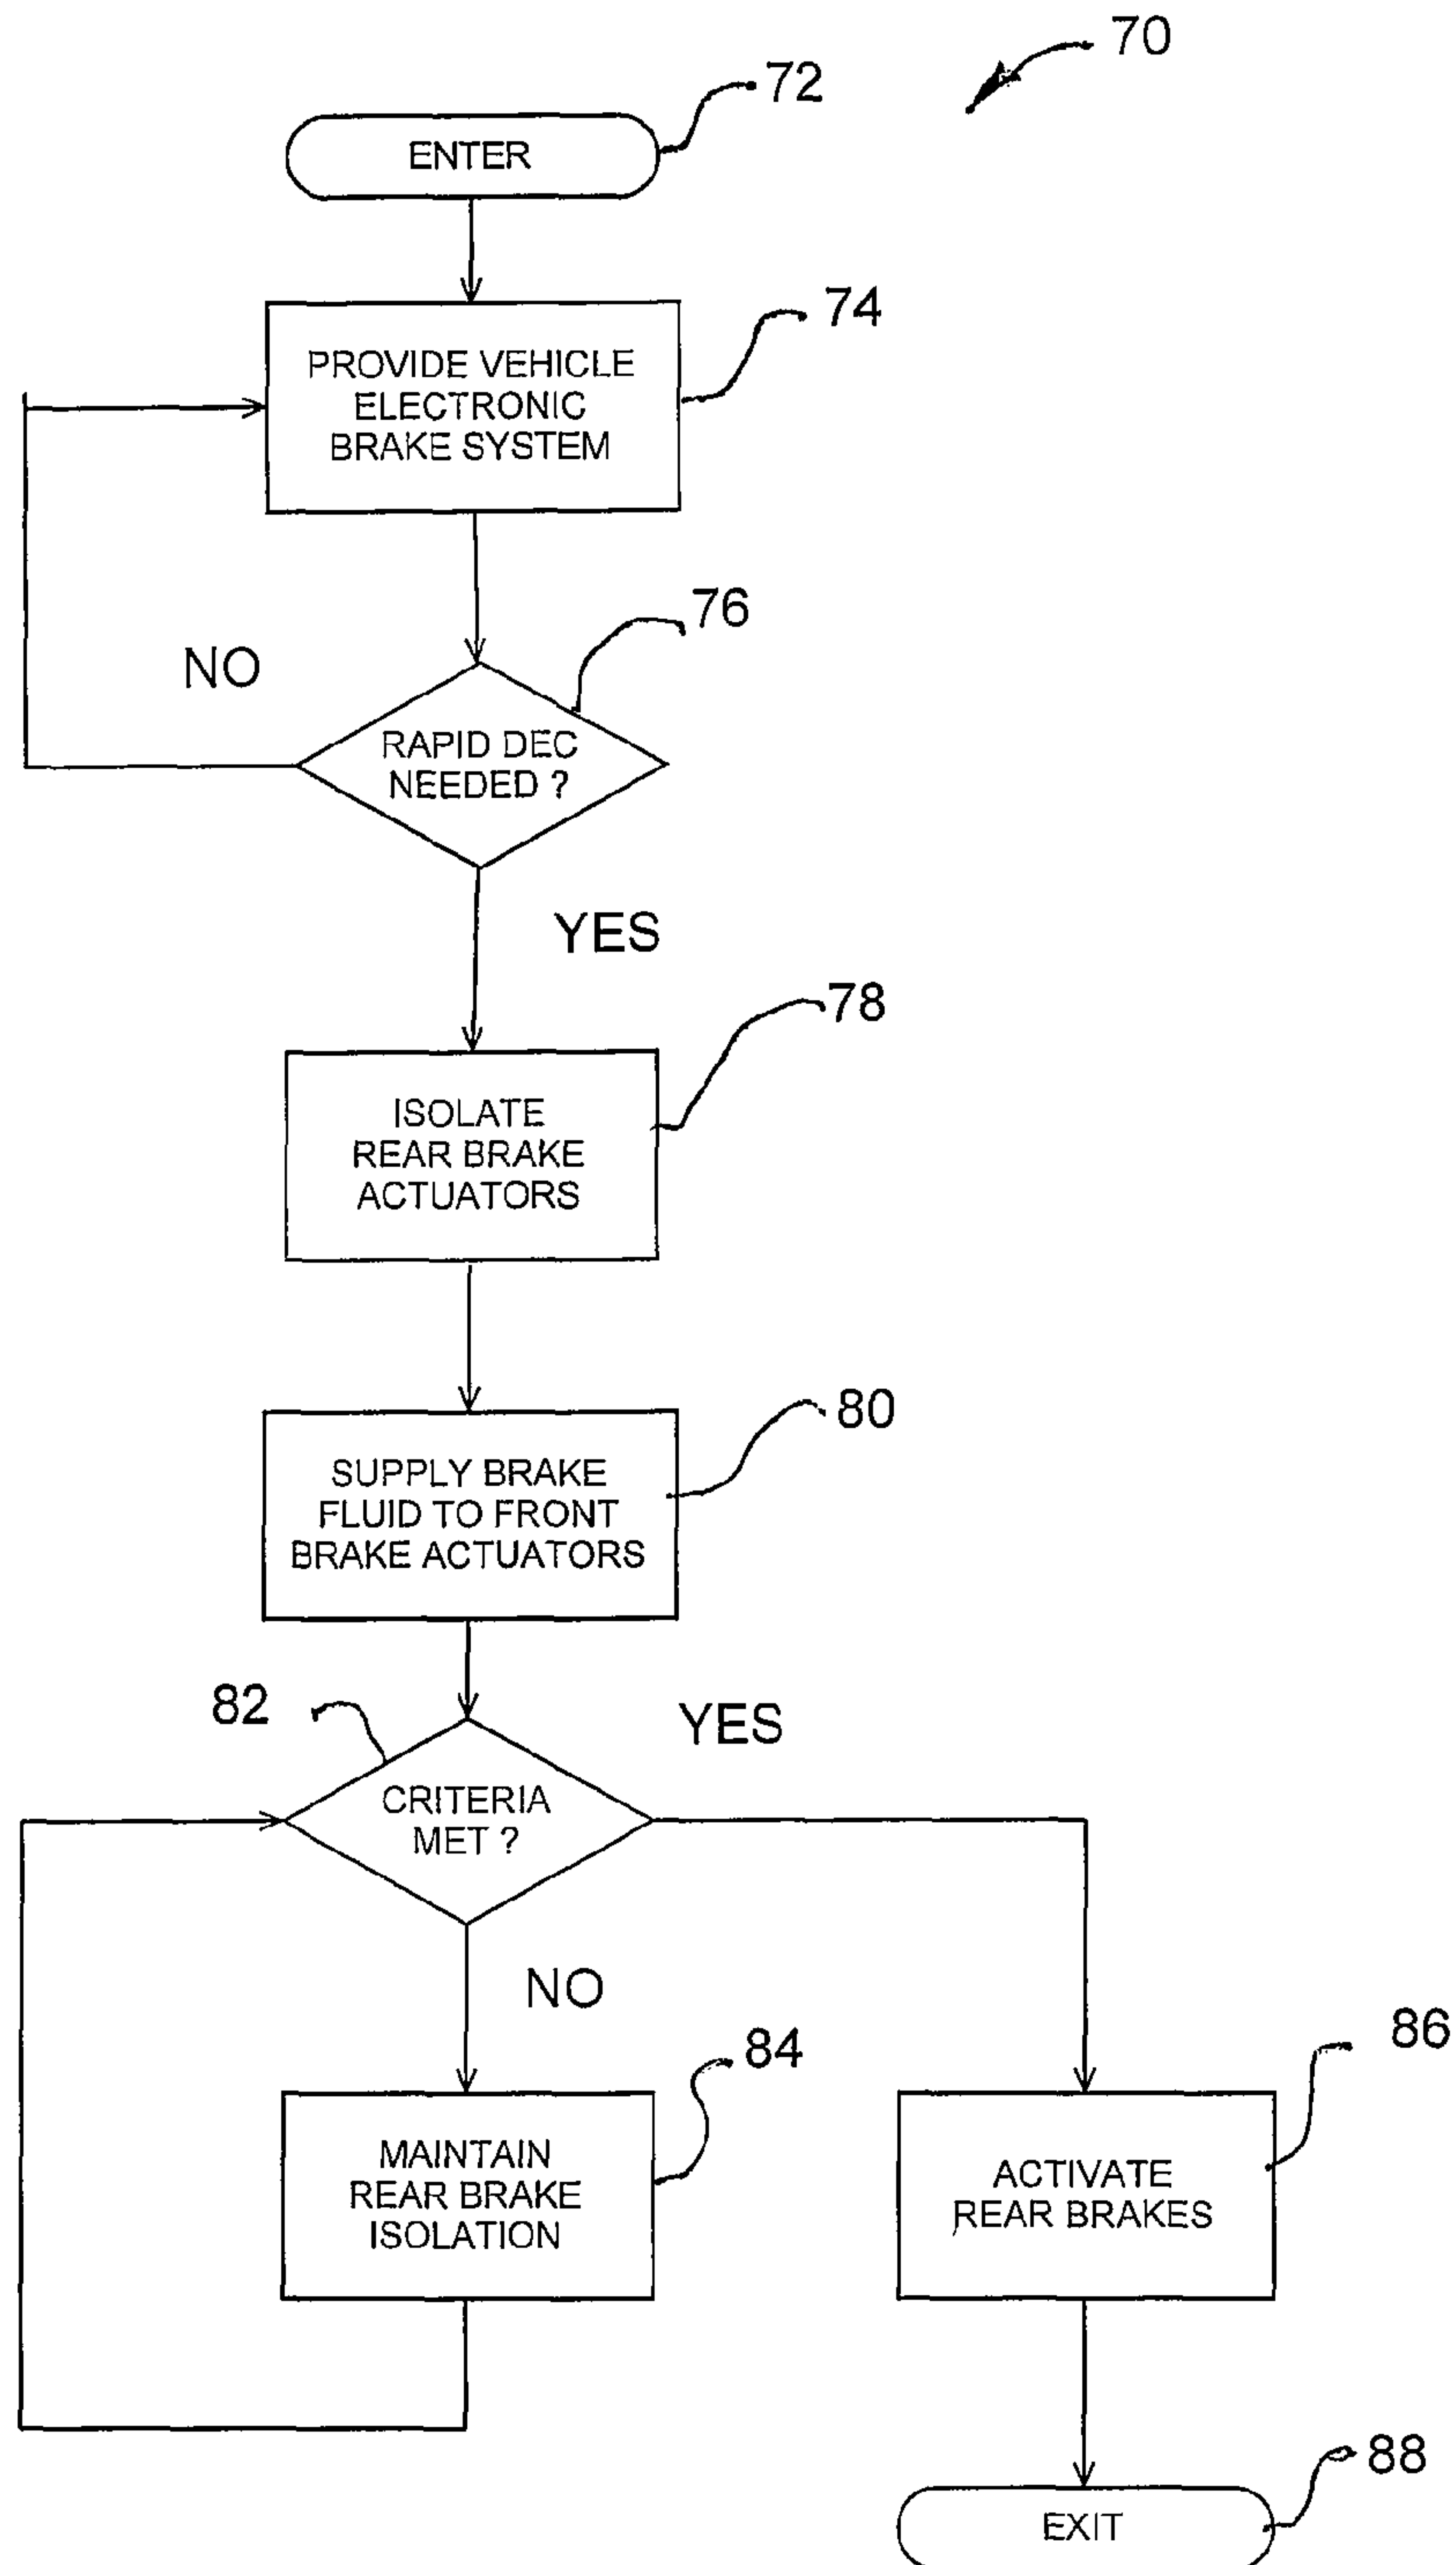 70
72
ENTER
74
PROVIDE VEHICLE
ELECTRONIC
BRAKE SYSTEM
76
NO
RAPID DEC
NEEDED ?
YES
78
ISOLATE
REAR BRAKE
ACTUATORS
80
SUPPLY BRAKE
FLUID TO FRONT
BRAKE ACTUATORS
82
YES
CRITERIA
MET ?
NO
84
MAINTAIN
REAR BRAKE
ISOLATION
86
ACTIVATE
REAR BRAKES
88
EXIT